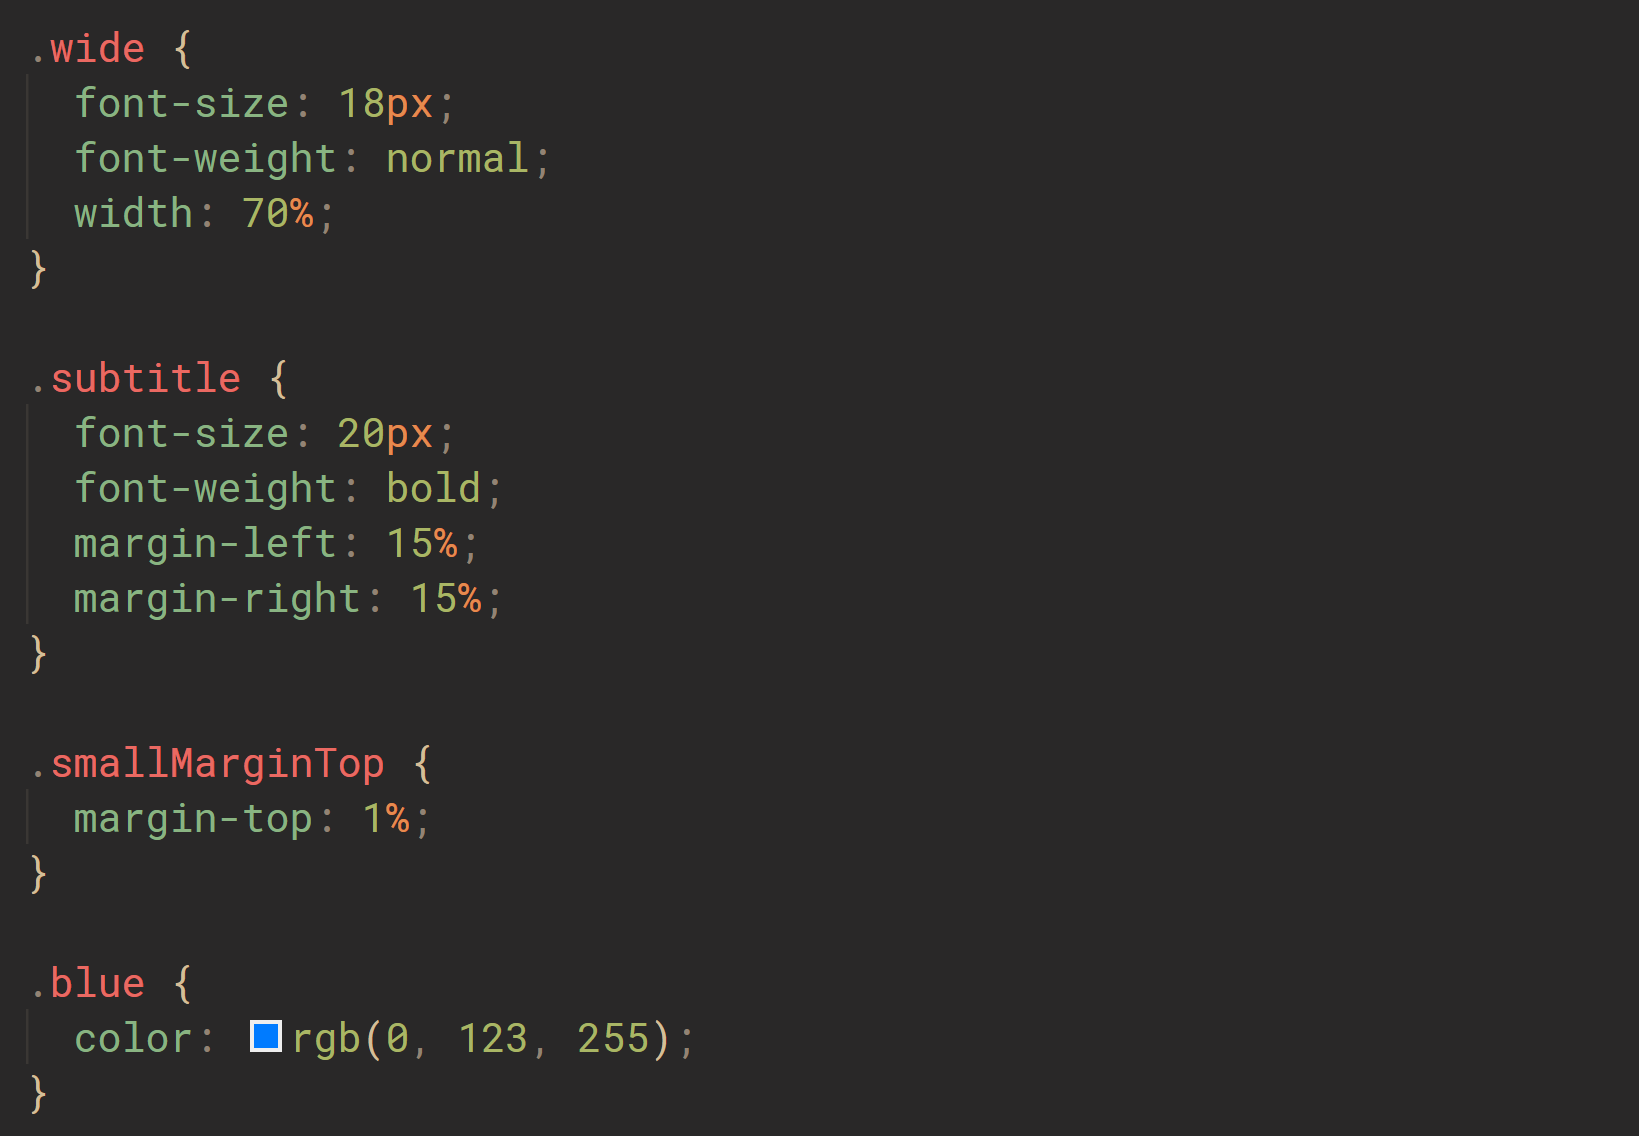 .wide {
  font-size: 18px;
  font-weight: normal;
  width: 70%;
}

.subtitle {
  font-size: 20px;
  font-weight: bold;
  margin-left: 15%;
  margin-right: 15%;
}

.smallMarginTop {
  margin-top: 1%;
}

.blue {
  color: rgb(0, 123, 255);
}